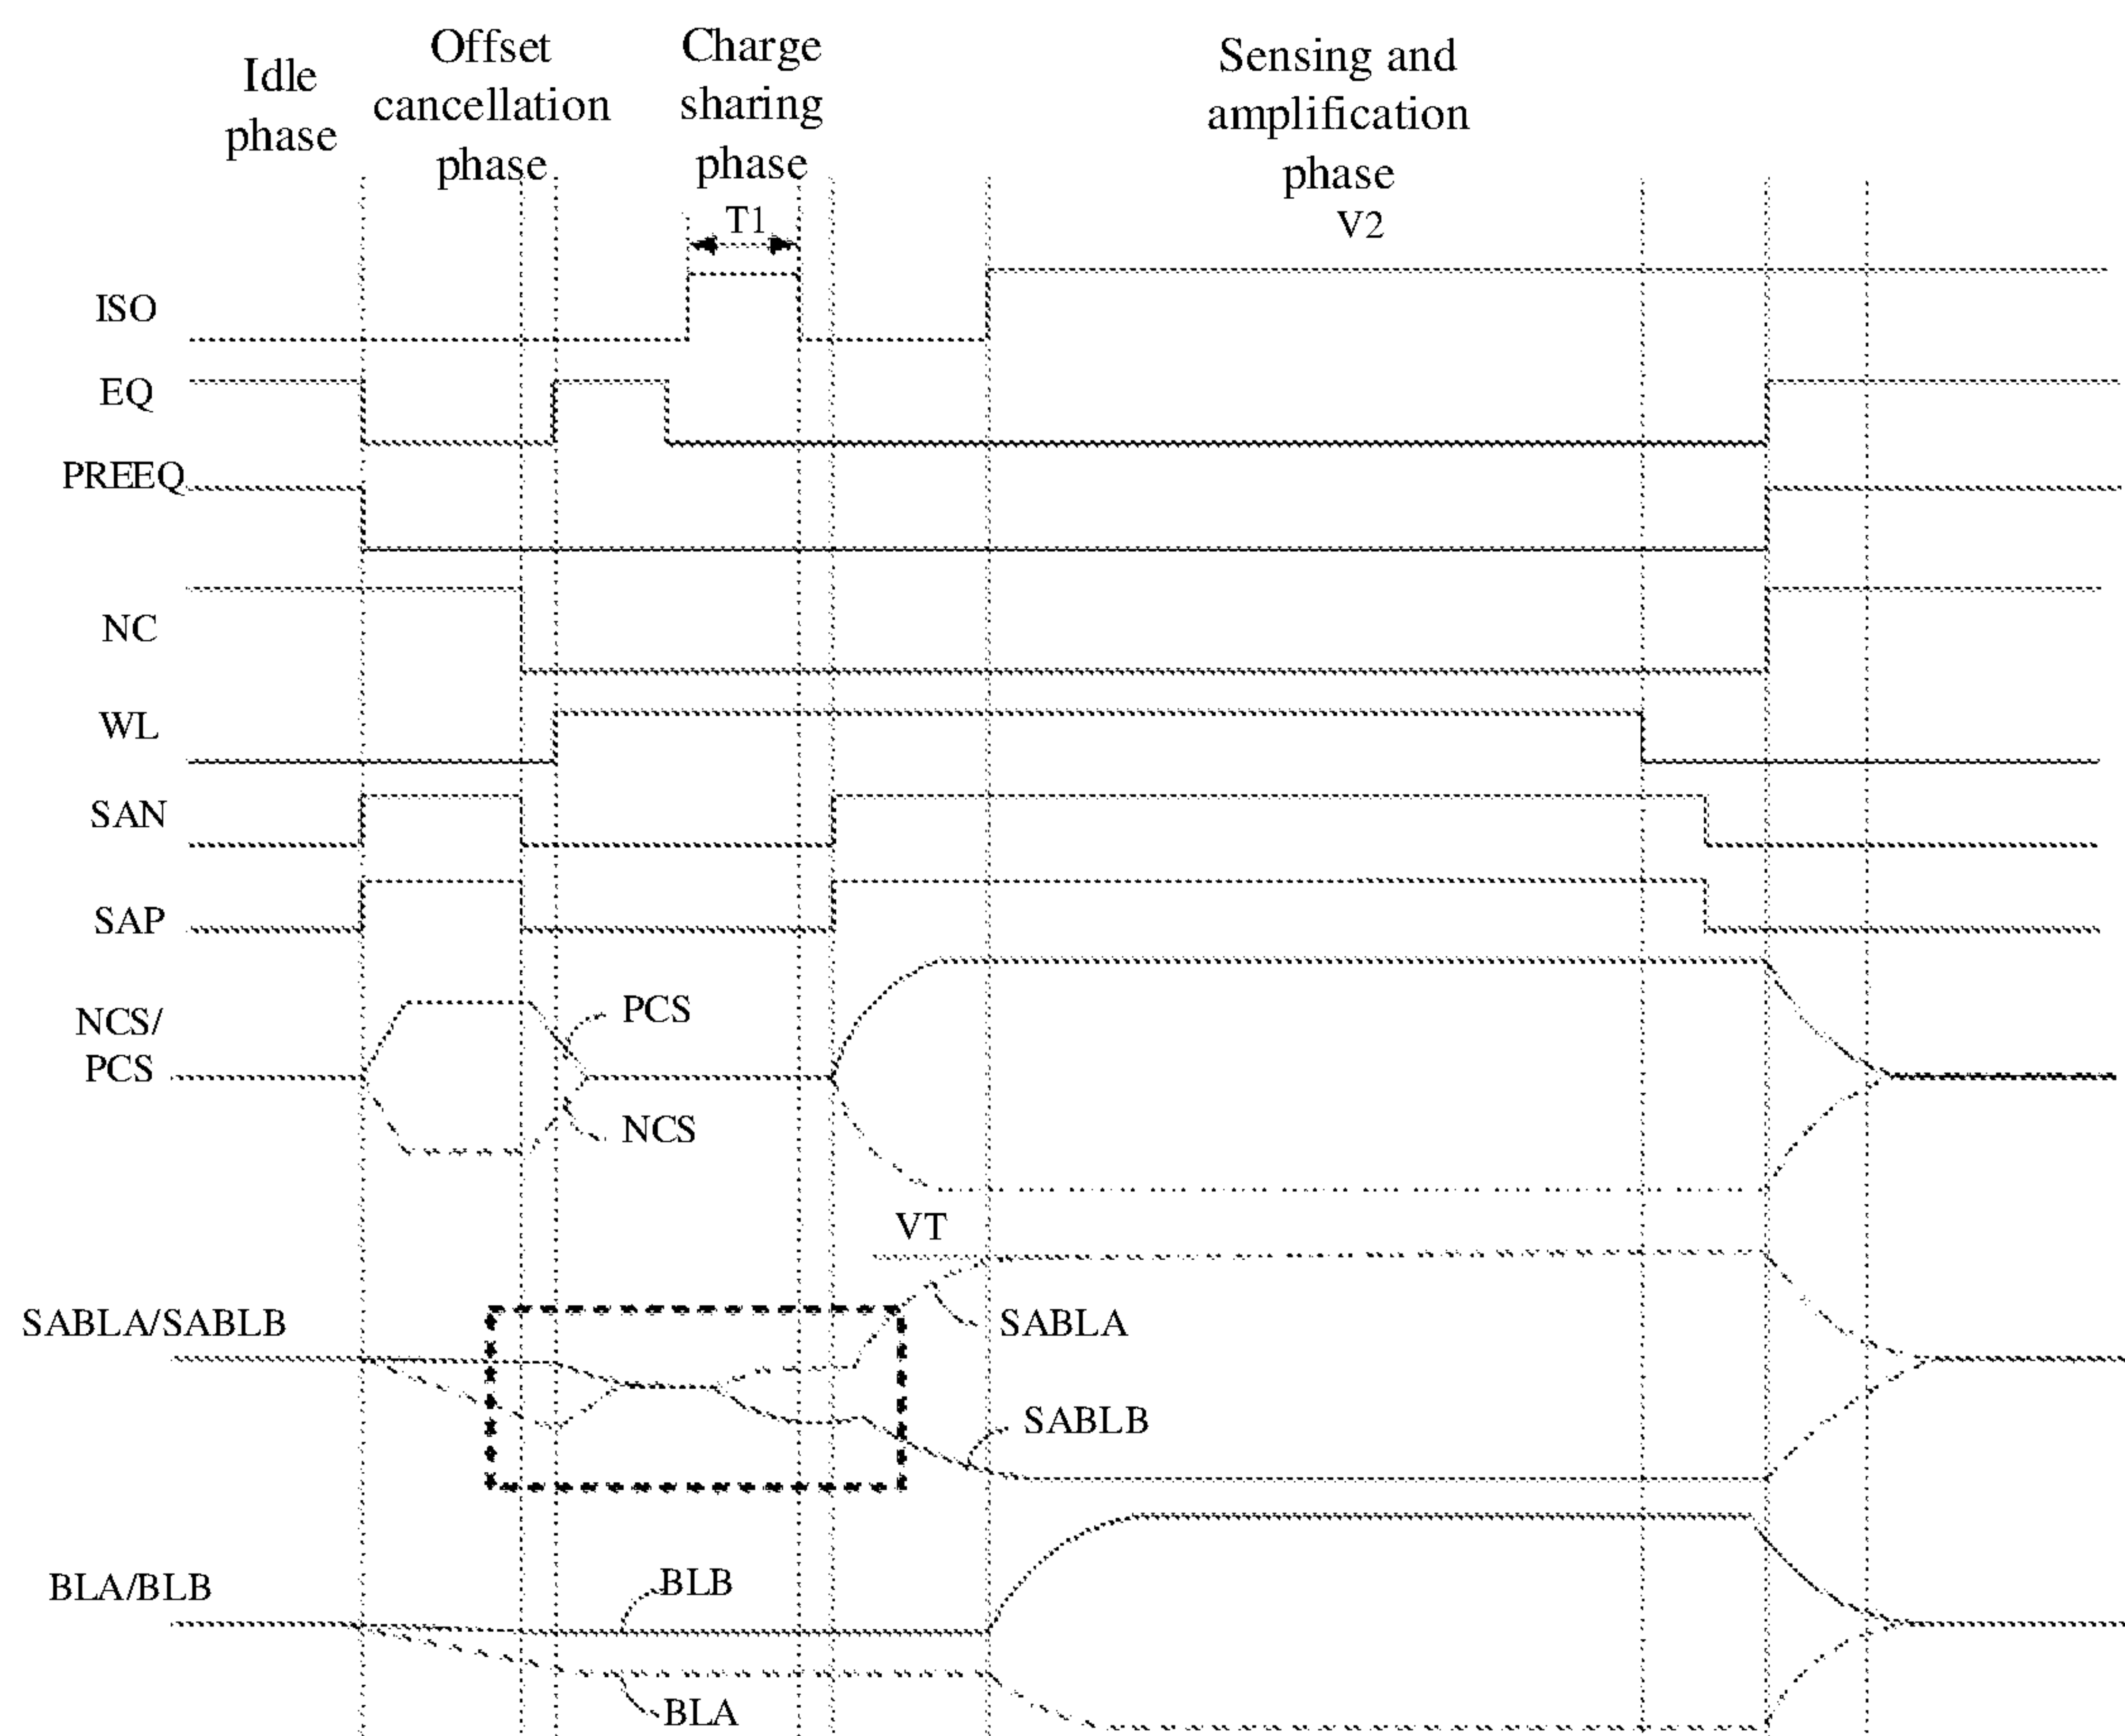 Idle
phase
Offset
cancellation
phase
Charge
sharing
phase
Sensing and
amplification
phase
T1
V2
ISO
EQ
PREEQ
NC
WL
SAN
SAP
NCS/
PCS
PCS
NCS
VT
SABLA/SABLB
SABLA
SABLB
BLA/BLB
BLB
BLA